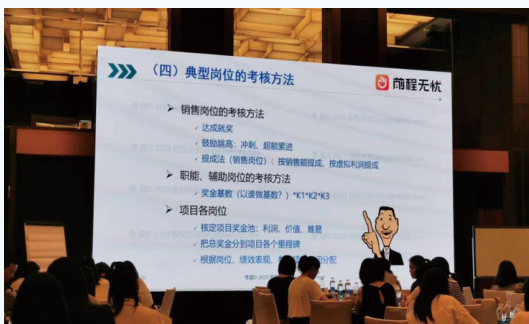 （四）典型岗位的考核方法
前程无忧
销售岗位的考核方法
达成就奖
鼓励跳高：冲刺、超额累进
提成法（销售岗位）：按销售额提成、按虚拟利润提成
职能、辅助岗位的考核方法
奖金基数（以谁做基数？）*K1*K2*K3
项目各岗位
核定项目奖金池：利润、价值、难易
把总奖金分到项目各个里程碑
根据岗位、绩效表现、
分配